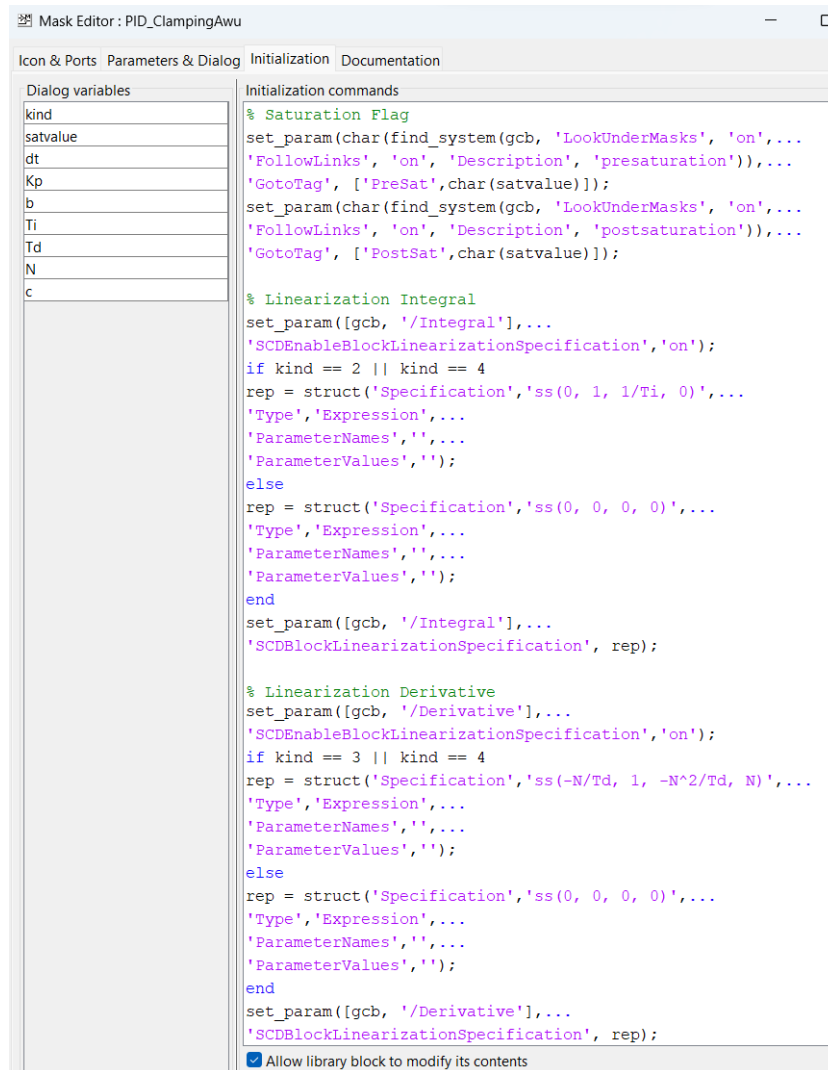 Mask Editor : PID_ClampingAwu
Icon & Ports Parameters & Dialog Initialization Documentation
Dialog variables
kind
satvalue
dt
Kp
b
Ti
Td
N
c
Initialization commands
% Saturation Flag
set_param(char(find_system(gcb, 'LookUnderMasks', 'on',...
'FollowLinks', 'on', 'Description', 'presaturation')),...
'GotoTag', ['PreSat',char(satvalue)]);
set_param(char(find_system(gcb, 'LookUnderMasks', 'on',...
'FollowLinks', 'on', 'Description', 'postsaturation')),...
'GotoTag', ['PostSat',char(satvalue)]);

% Linearization Integral
set_param([gcb, '/Integral'],...
'SCDEnableBlockLinearizationSpecification','on');
if kind == 2 || kind == 4
rep = struct('Specification','ss(0, 1, 1/Ti, 0)',...
'Type','Expression',...
'ParameterNames','',...
'ParameterValues','');
else
rep = struct('Specification','ss(0, 0, 0, 0)',...
'Type','Expression',...
'ParameterNames','',...
'ParameterValues','');
end
set_param([gcb, '/Integral'],...
'SCDBlockLinearizationSpecification', rep);

% Linearization Derivative
set_param([gcb, '/Derivative'],...
'SCDEnableBlockLinearizationSpecification','on');
if kind == 3 || kind == 4
rep = struct('Specification','ss(-N/Td, 1, -N^2/Td, N)',...
'Type','Expression',...
'ParameterNames','',...
'ParameterValues','');
else
rep = struct('Specification','ss(0, 0, 0, 0)',...
'Type','Expression',...
'ParameterNames','',...
'ParameterValues','');
end
set_param([gcb, '/Derivative'],...
'SCDBlockLinearizationSpecification', rep);
Allow library block to modify its contents